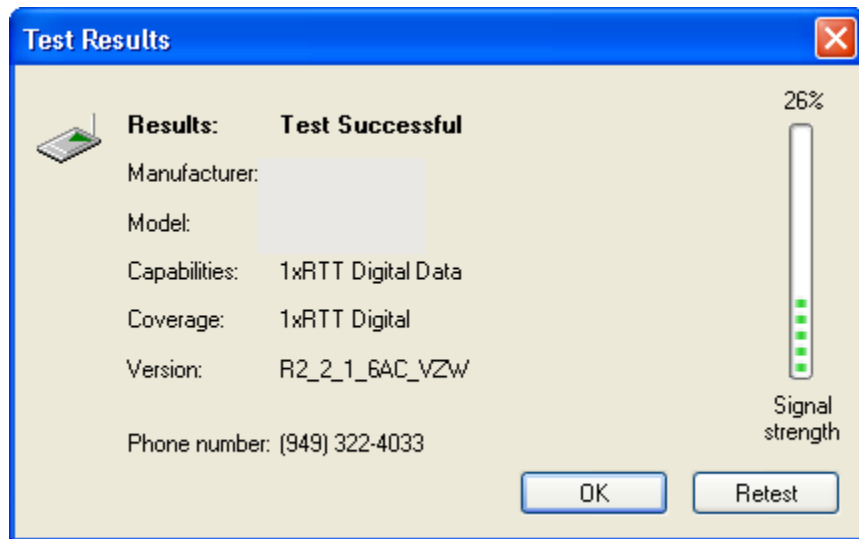 Test Results
26%
Results: Test Successful
Manufacturer:
Model:
Capabilities: 1xRTT Digital Data
Coverage: 1xRTT Digital
Version: R2_2_1_6AC_VZW
Signal
strength
Phone number: (949) 322-4033
OK Retest